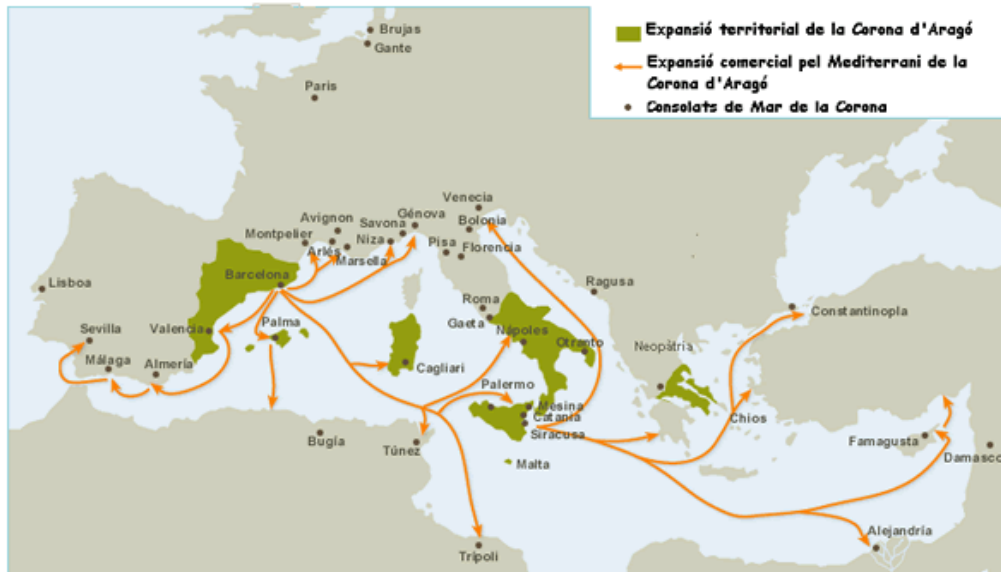 Expansió territorial de la Corona d'Aragó
Expansió comercial pel Mediterrani de la
Corona d'Aragó
Consolats de Mar de la Corona
Brujas
Gante
Paris
Venecia
Génova
Bolonia
Savona
Avignon
Montpelier
Niza
Pisa
Florencia
Arlés
Marsella
Barcelona
Ragusa
Lisboa
Roma
Constantinopla
Gaeta
Sevilla
Valencia
Palma
Nápoles
Otranto
Neopàtria
Málaga
Almería
Cagliari
Palermo
Mesina
Catania
Chios
Siracusa
Bugía
Túnez
Famagusta
Malta
Damasco
Alejandría
Trípoli